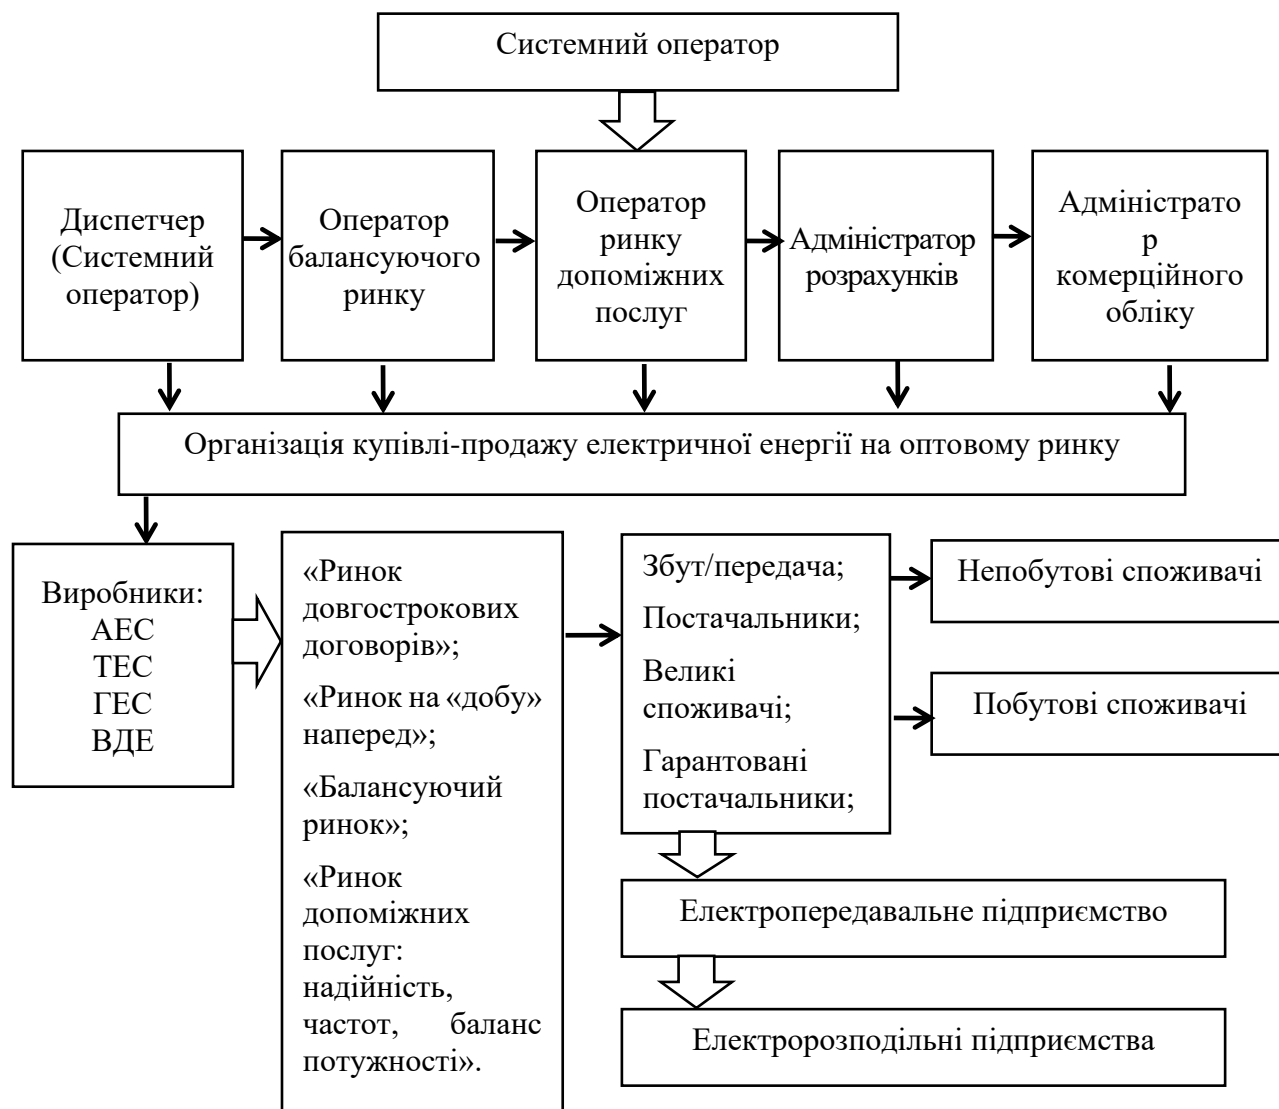 Системний оператор
Диспетчер
(Системний
оператор)
Оператор
балансуючого
ринку
Оператор
ринку
допоміжних
послуг
Адміністратор
розрахунків
Адміністрато
р
комерційного
обліку
Організація купівлі-продажу електричної енергії на оптовому ринку
Виробники:
АЕС
ТЕС
ГЕС
ВДЕ
«Ринок
довгострокових
договорів»;
«Ринок на «добу»
наперед»;
«Балансуючий
ринок»;
«Ринок
допоміжних
послуг:
надійність,
частот, баланс
потужності».
Збут/передача;
Постачальники;
Великі
споживачі;
Гарантовані
постачальники;
Непобутові споживачі
Побутові споживачі
Електропередавальне підприємство
Електророзподільні підприємства